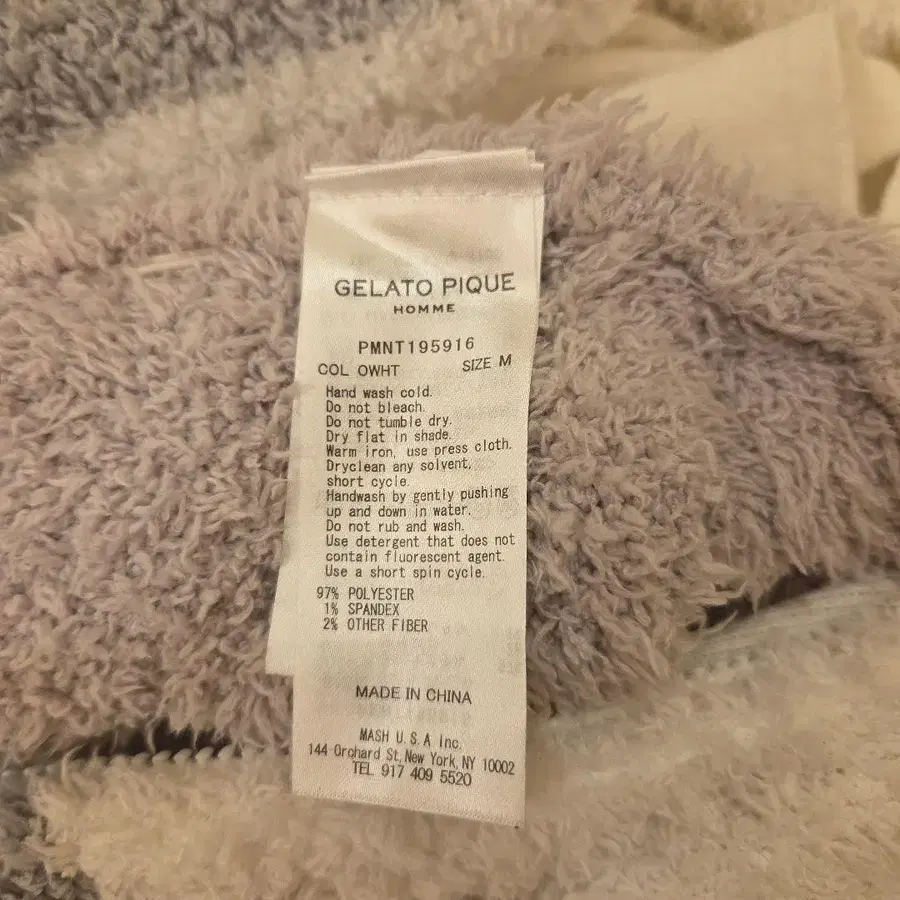 GELATO PIQUE
HOMME
PMNT195916
COL OWHT SIZE M
Hand wash cold.
Do not bleach.
Do not tumble dry.
Dry flat in shade.
Warm iron, use press cloth.
Dryclean any solvent,
short cycle.
Handwash by gently pushing
up and down in water.
Do not rub and wash.
Use detergent that does not
contain fluorescent agent.
Use a short spin cycle.
97% POLYESTER
1% SPANDEX
2% OTHER FIBER
MADE IN CHINA
MASH U.S.A Inc.
144 Orchard St, New York, NY 10002
TEL 917 409 5520